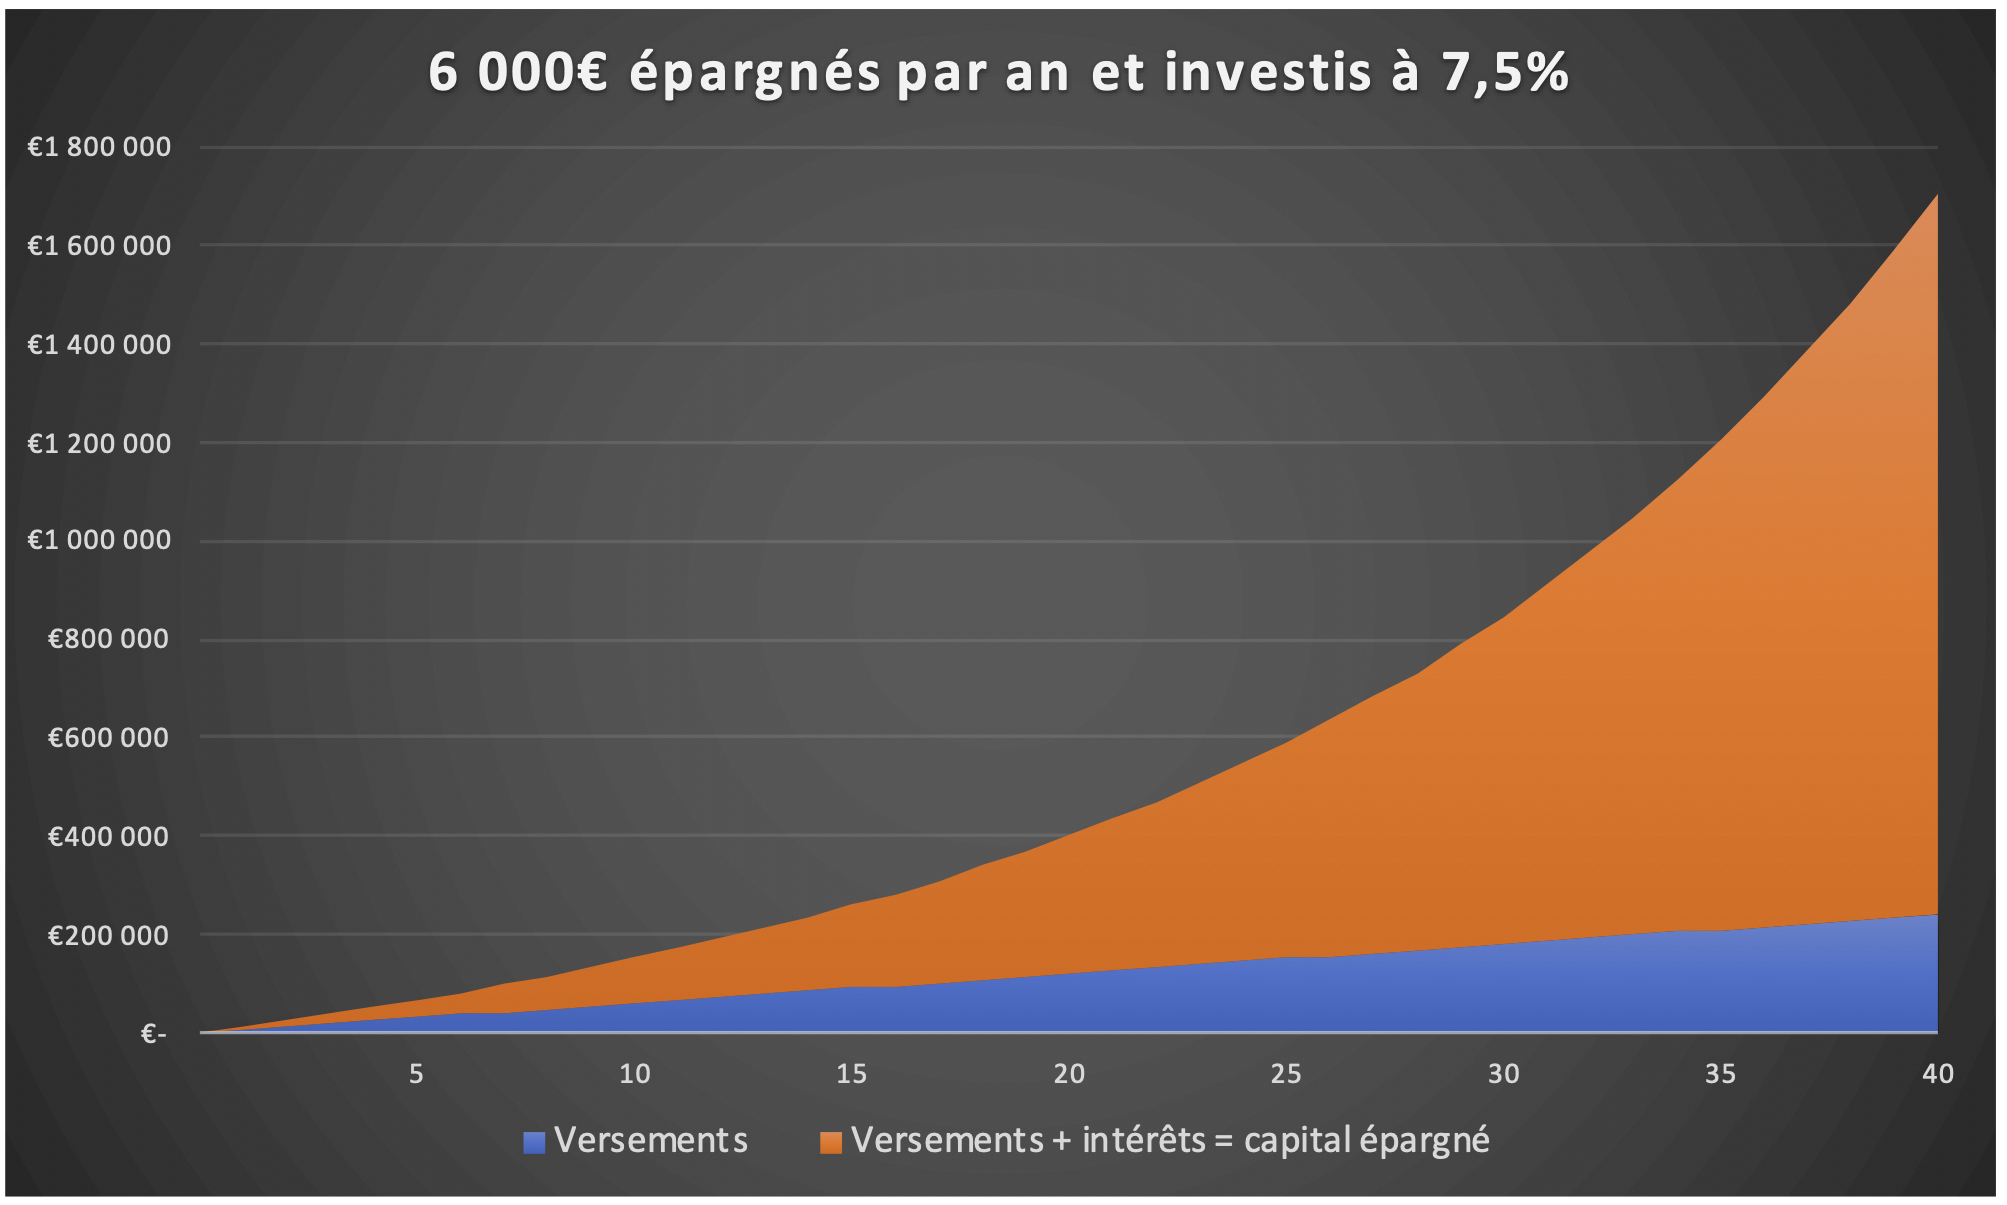 6 000€ épargnés par an et investis à 7,5%
€1 800 000
€1 600 000
€1 400 000
€1 200 000
€1 000 000
€800 000
€600 000
€400 000
€200 000
€-
5 10 15 20 25 30 35 40
Versements Versements + intérêts = capital épargné